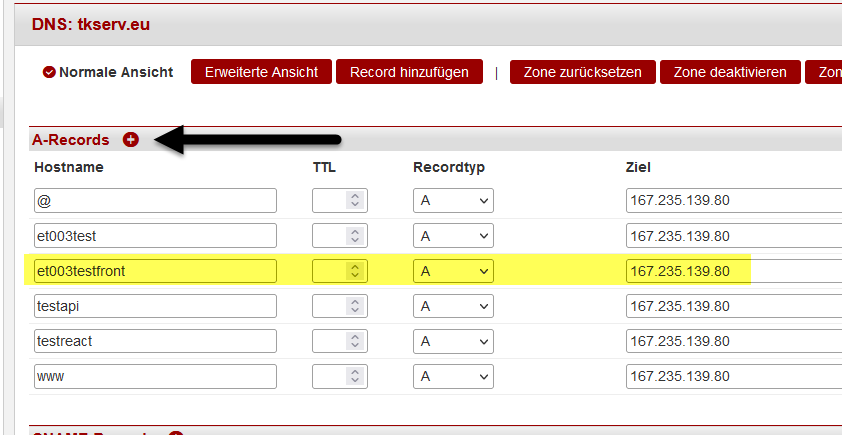 DNS: tkserv.eu
Normale Ansicht Erweiterte Ansicht Record hinzufügen | Zone zurücksetzen Zone deaktivieren Zon
A-Records
Hostname TTL Recordtyp Ziel
@ A 167.235.139.80
et003test A 167.235.139.80
et003testfront A 167.235.139.80
testapi A 167.235.139.80
testreact A 167.235.139.80
www A 167.235.139.80